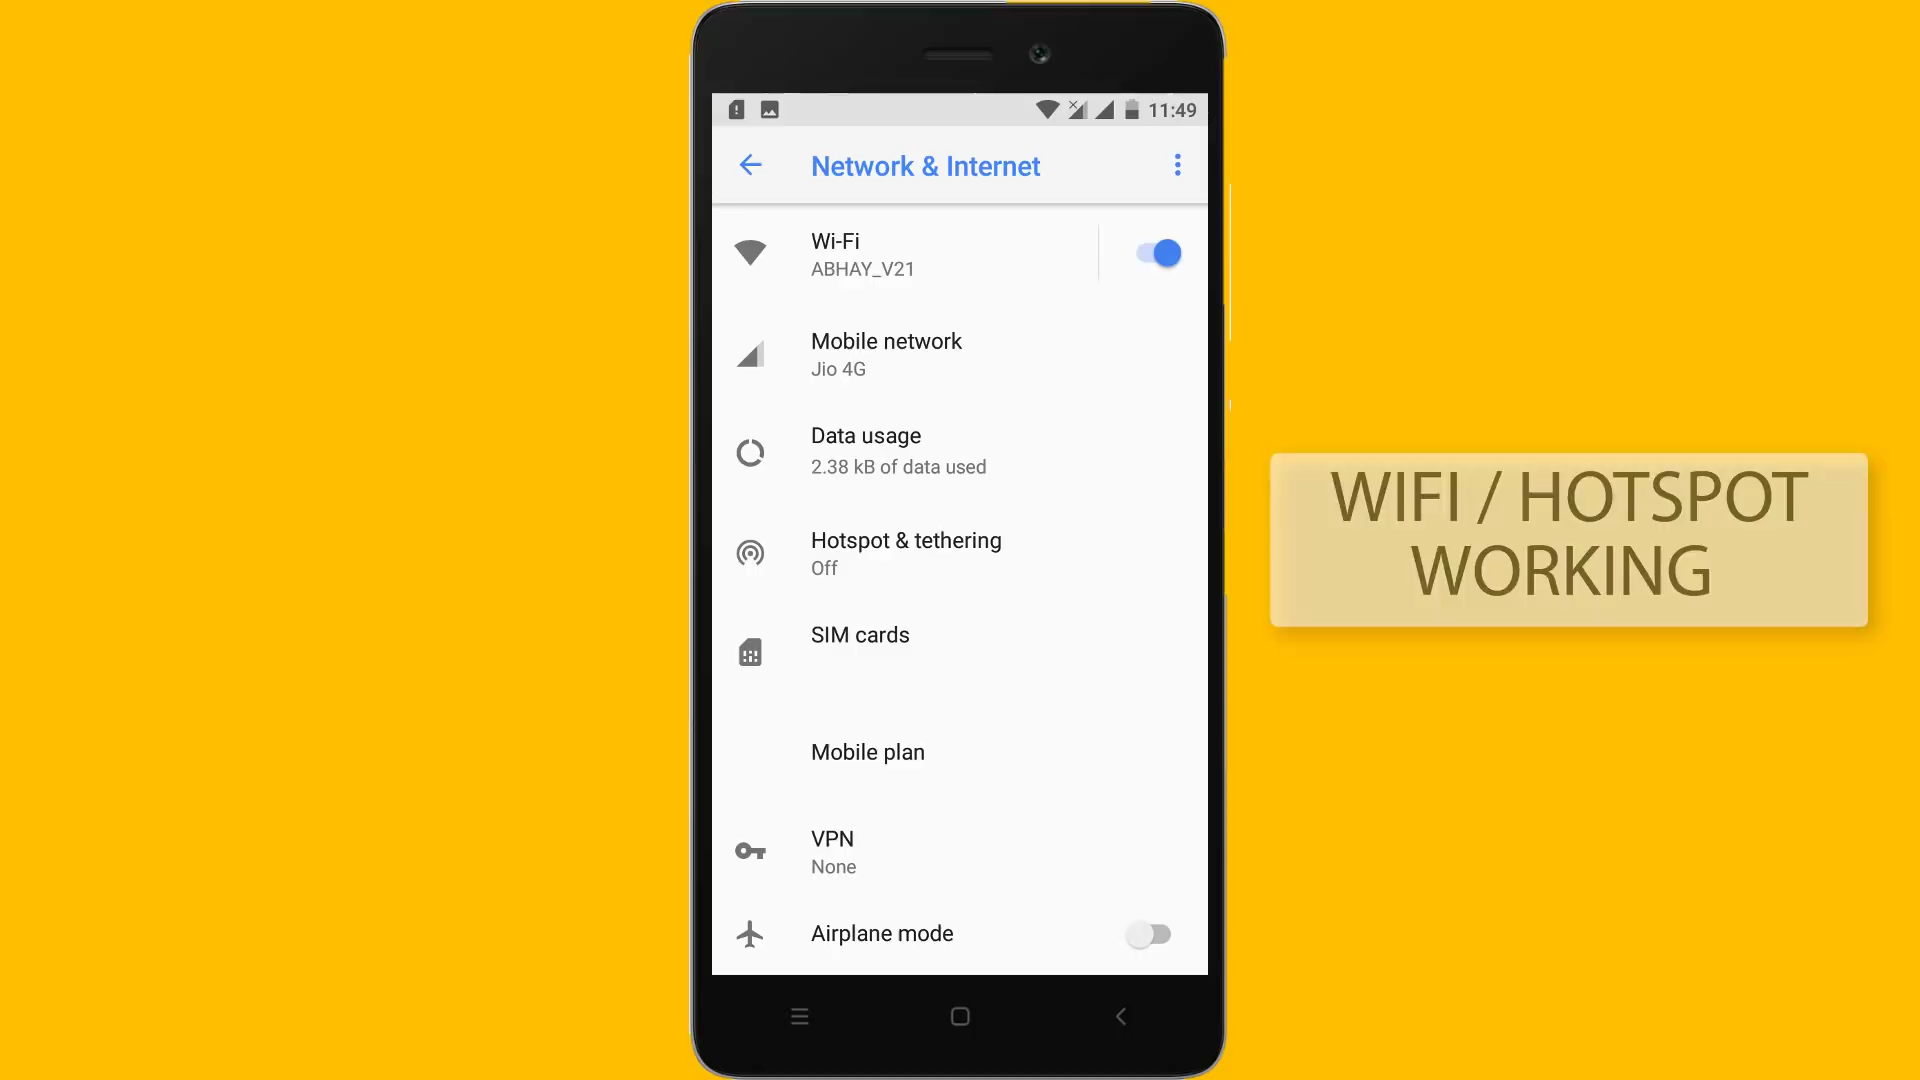 11:49
Network & Internet
Wi-Fi
ABHAY_V21
Mobile network
Jio 4G
Data usage
2.38 kB of data used
Hotspot & tethering
Off
SIM cards
Mobile plan
VPN
None
Airplane mode
WIFI / HOTSPOT
WORKING